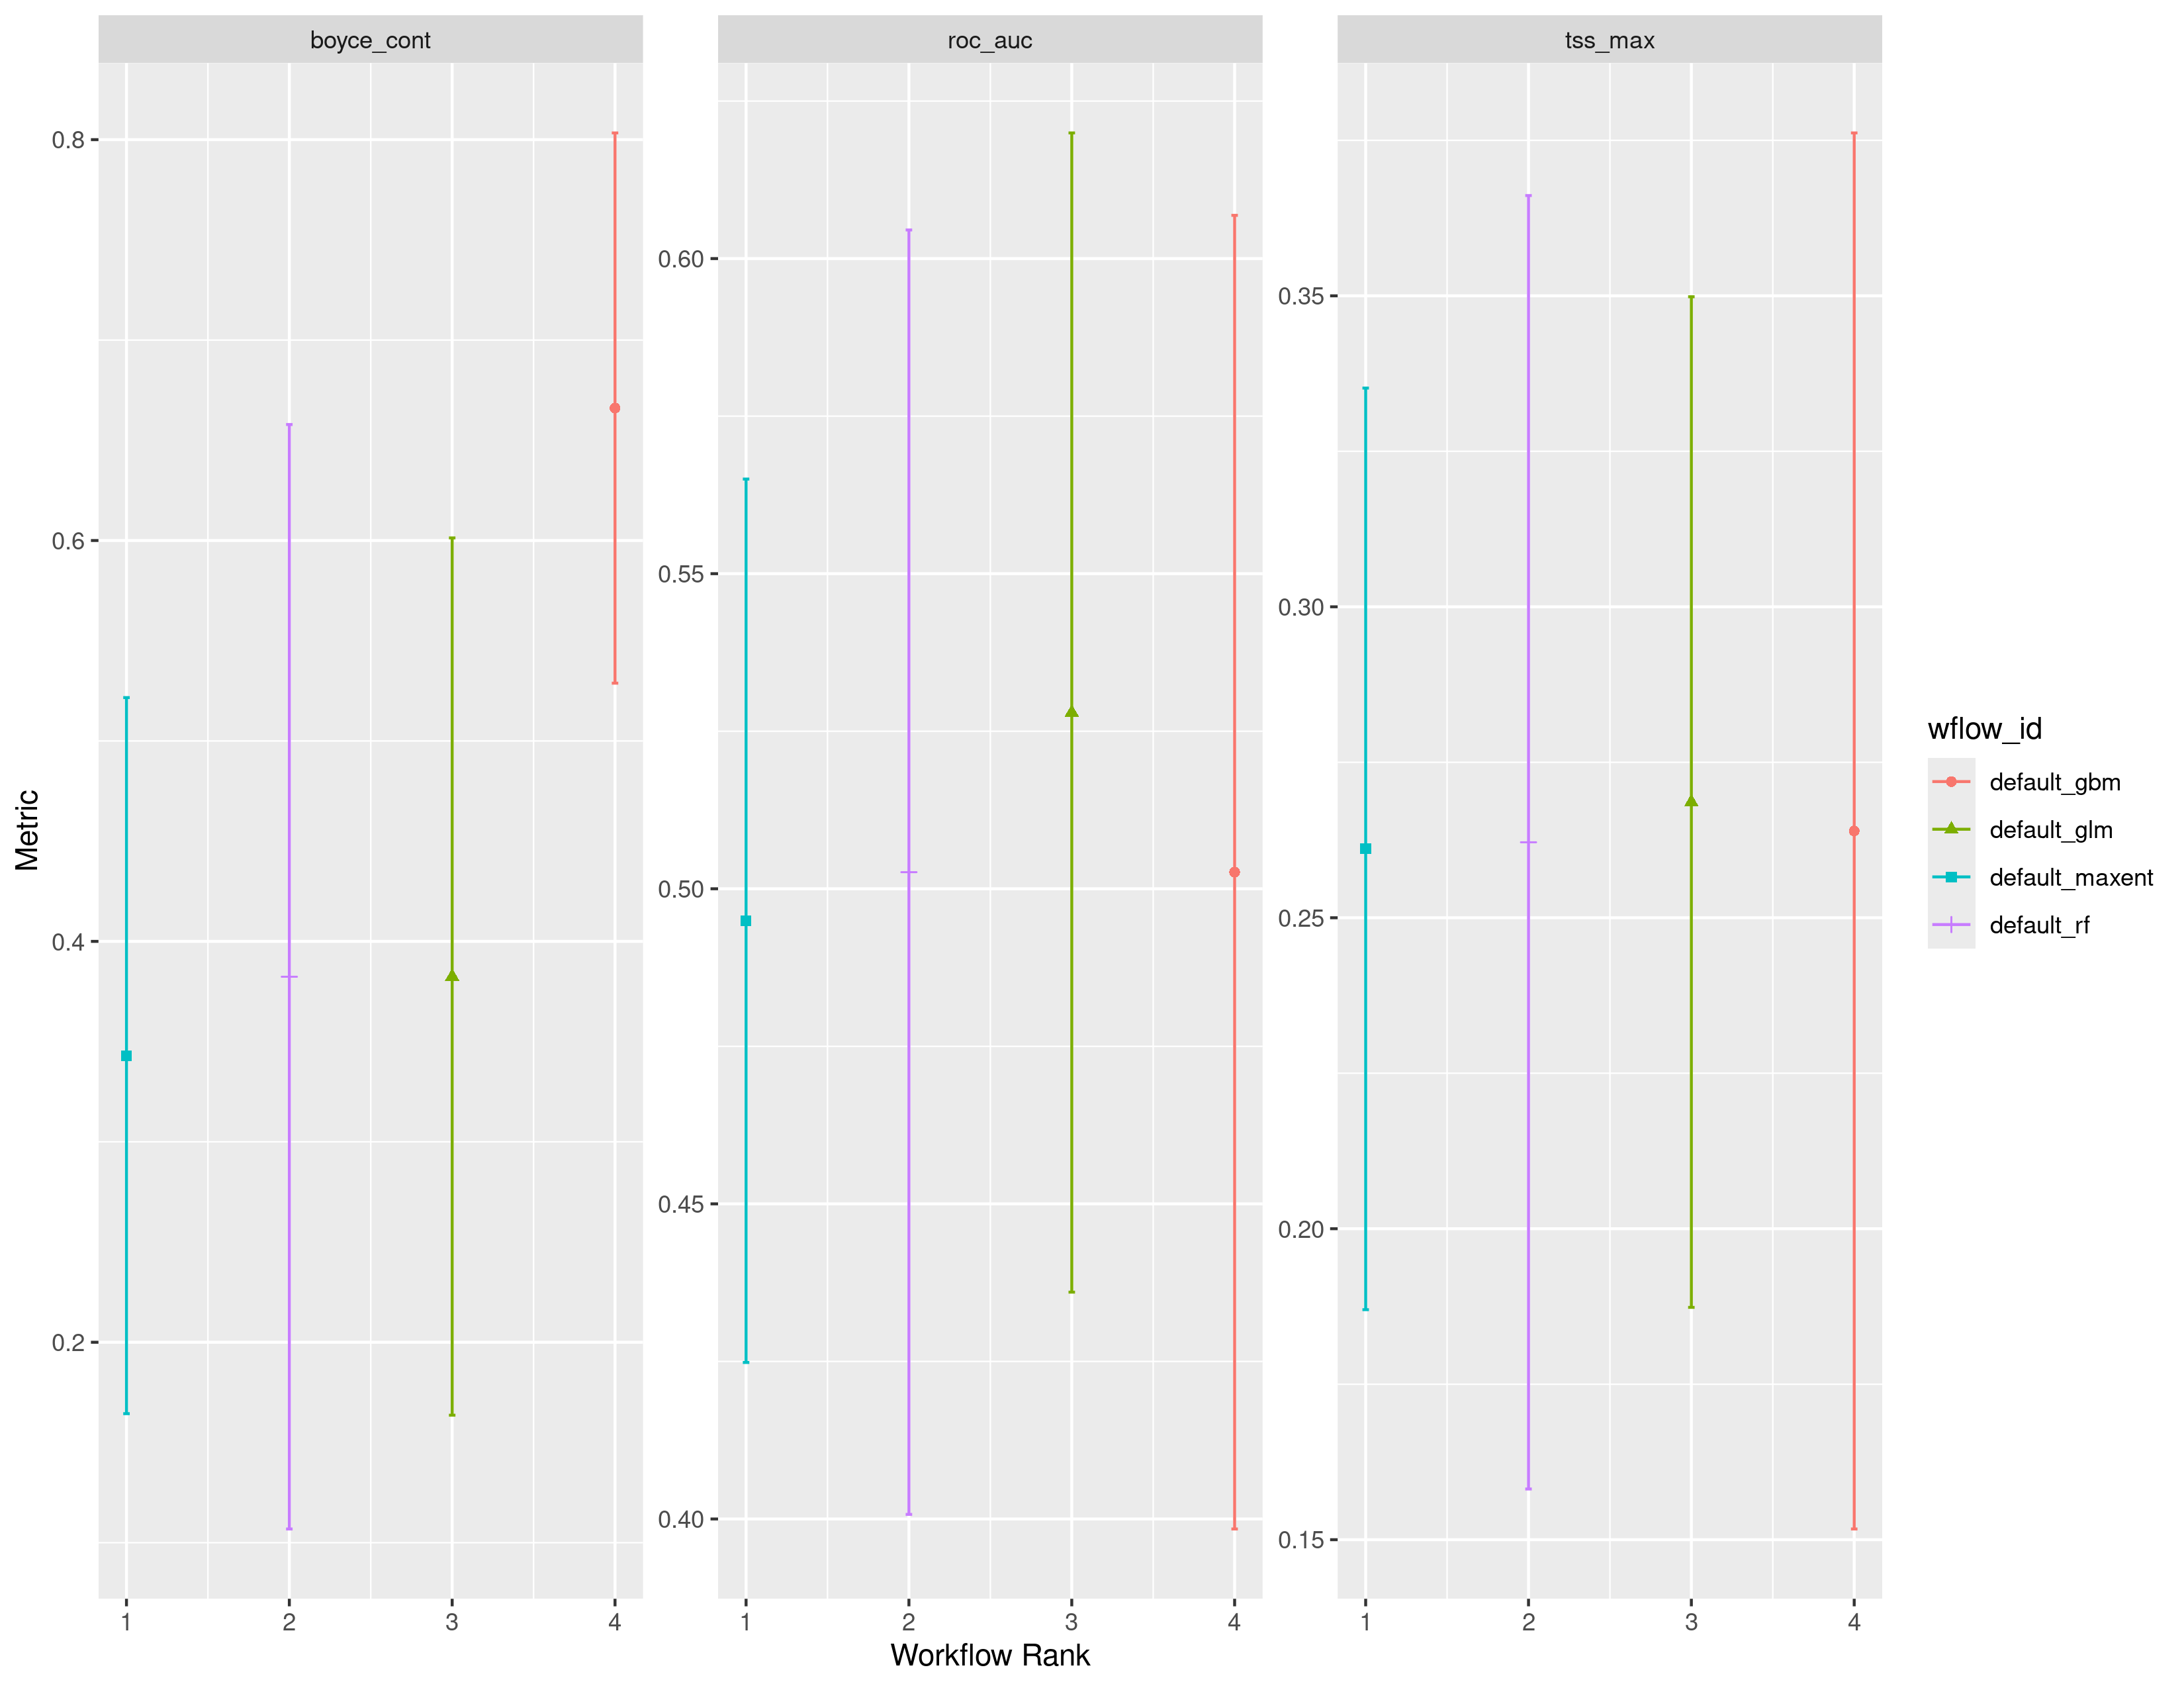 boyce_cont
roc_auc
tss_max
0.8
0.6
0.4
0.2
0.60
0.55
0.50
0.45
0.40
0.35
0.30
0.25
0.20
0.15
1 2 3 4
1 2 3 4
1 2 3 4
Metric
Workflow Rank
wflow_id
default_gbm
default_glm
default_maxent
default_rf